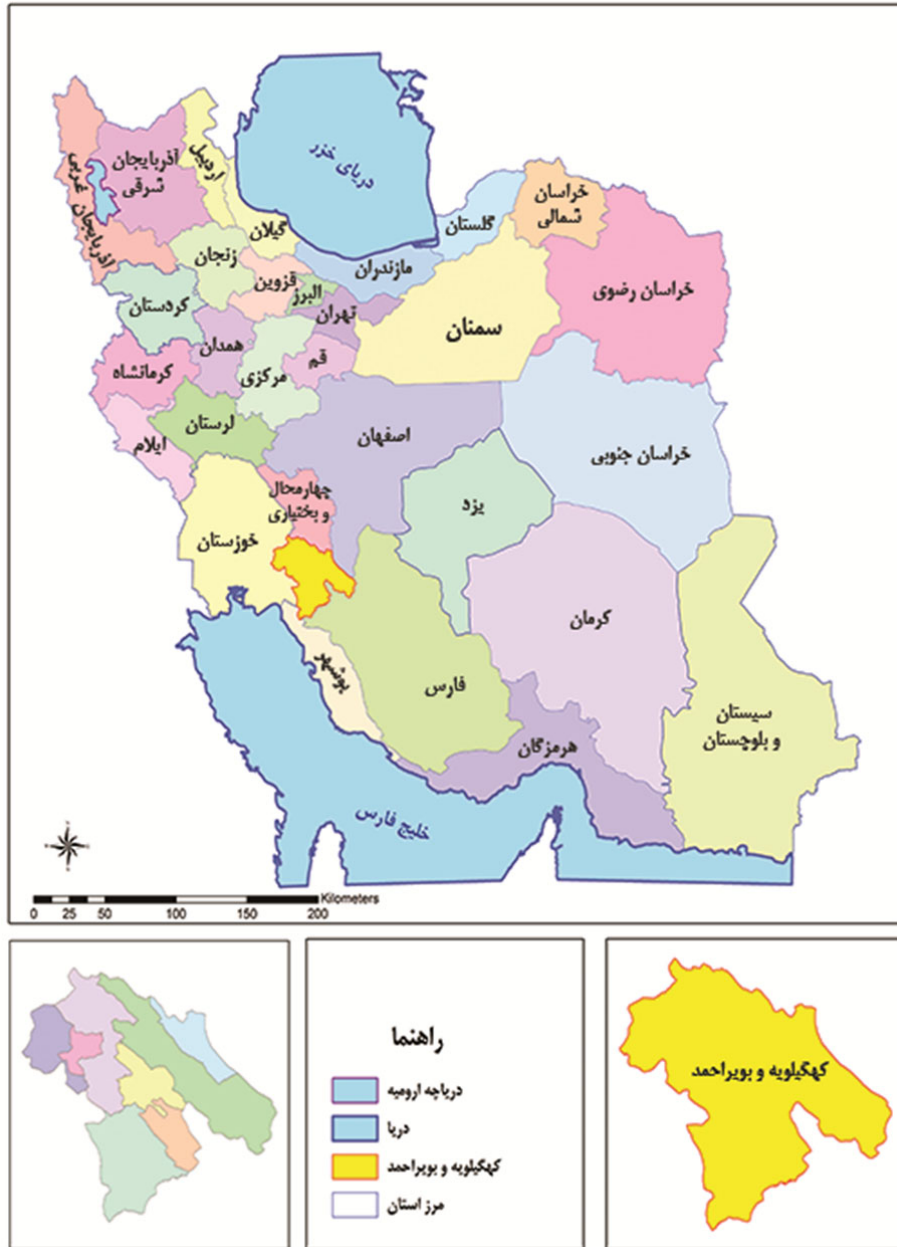 دریای خزر
آذربایجان
شرقی
اردبیل
آذربایجان غربی
گیلان
زنجان
قزوین
البرز
مازندران
گلستان
خراسان
شمالی
خراسان رضوی
تهران
سمنان
کردستان
همدان
مرکزی
قم
کرمانشاه
لرستان
ایلام
اصفهان
خراسان جنوبی
یزد
چهارمحال
و بختیاری
خوزستان
کرمان
فارس
بوشهر
سیستان
و بلوچستان
هرمزگان
خلیج فارس
Kilometers
0 25 50 100 150 200
راهنما
دریاچه ارومیه
دریا
کهگیلویه و بویراحمد
مرز استان
کهگیلویه و بویراحمد